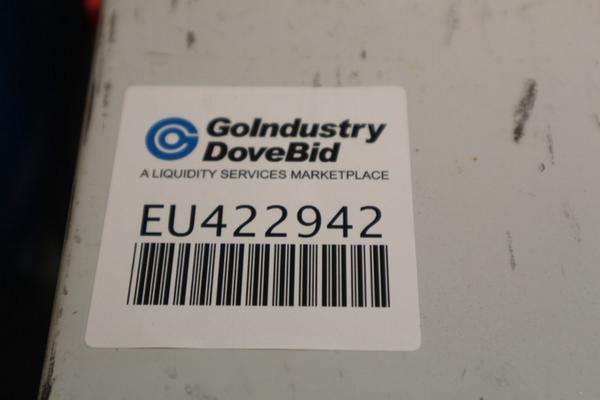 GoIndustry
DoveBid
A LIQUIDITY SERVICES MARKETPLACE
EU422942